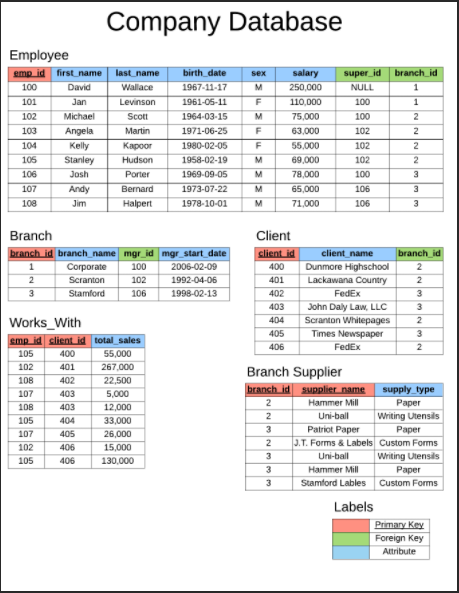 Company Database
Employee
emp_id first_name last_name birth_date sex salary super_id branch_id
100 David Wallace 1967-11-17 M 250,000 NULL 1
101 Jan Levinson 1961-05-11 F 110,000 100 1
102 Michael Scott 1964-03-15 M 75,000 100 2
103 Angela Martin 1971-06-25 F 63,000 102 2
104 Kelly Kapoor 1980-02-05 F 55,000 102 2
105 Stanley Hudson 1958-02-19 M 69,000 102 2
106 Josh Porter 1969-09-05 M 78,000 100 3
107 Andy Bernard 1973-07-22 M 65,000 106 3
108 Jim Halpert 1978-10-01 M 71,000 106 3
Branch
branch_id branch_name mgr_id mgr_start_date
1 Corporate 100 2006-02-09
2 Scranton 102 1992-04-06
3 Stamford 106 1998-02-13
Client
client_id client_name branch_id
400 Dunmore Highschool 2
401 Lackawana Country 2
402 FedEx 3
403 John Daly Law, LLC 3
404 Scranton Whitepages 2
405 Times Newspaper 3
406 FedEx 2
Works_With
emp_id client_id total_sales
105 400 55,000
102 401 267,000
108 402 22,500
107 403 5,000
108 403 12,000
105 404 33,000
107 405 26,000
102 406 15,000
105 406 130,000
Branch Supplier
branch_id supplier_name supply_type
2 Hammer Mill Paper
2 Uni-ball Writing Utensils
3 Patriot Paper Paper
2 J.T. Forms & Labels Custom Forms
3 Uni-ball Writing Utensils
3 Hammer Mill Paper
3 Stamford Lables Custom Forms
Labels
Primary Key
Foreign Key
Attribute